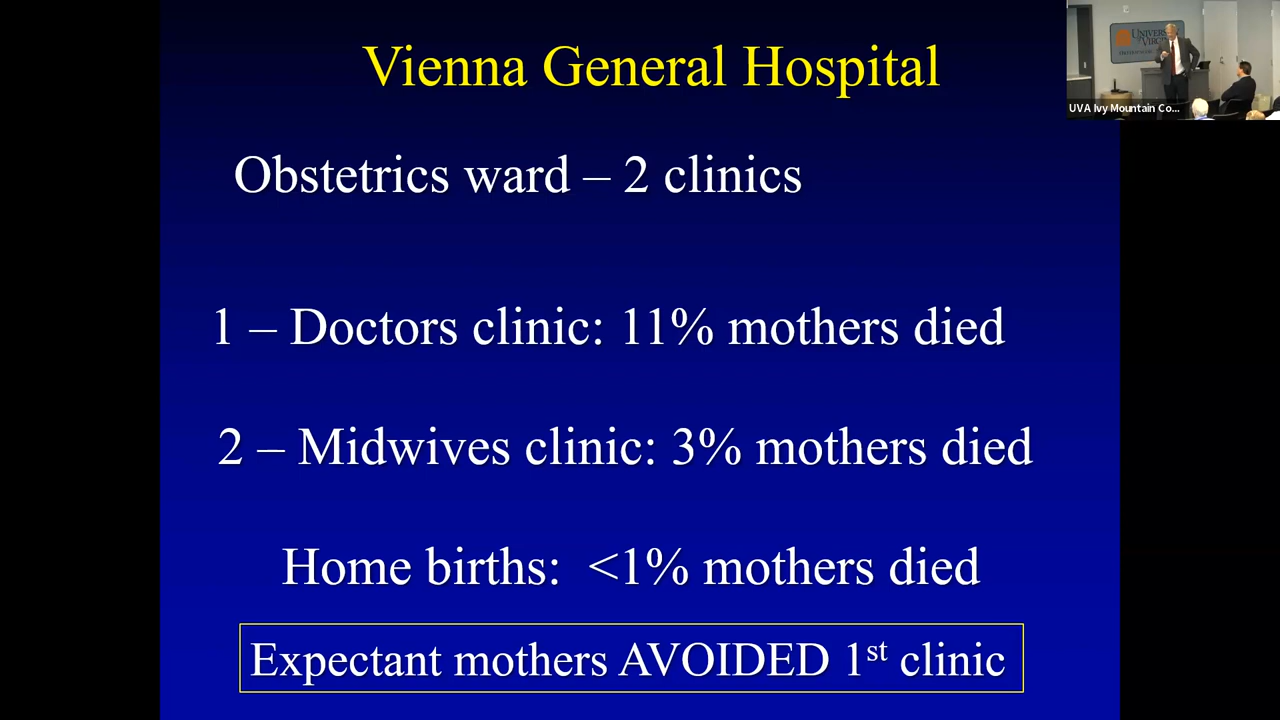 Vienna General Hospital
UNIVERSITY
UVA Ivy Mountain Co...
Obstetrics ward – 2 clinics
1 – Doctors clinic: 11% mothers died
2 – Midwives clinic: 3% mothers died
Home births: <1% mothers died
Expectant mothers AVOIDED 1st clinic